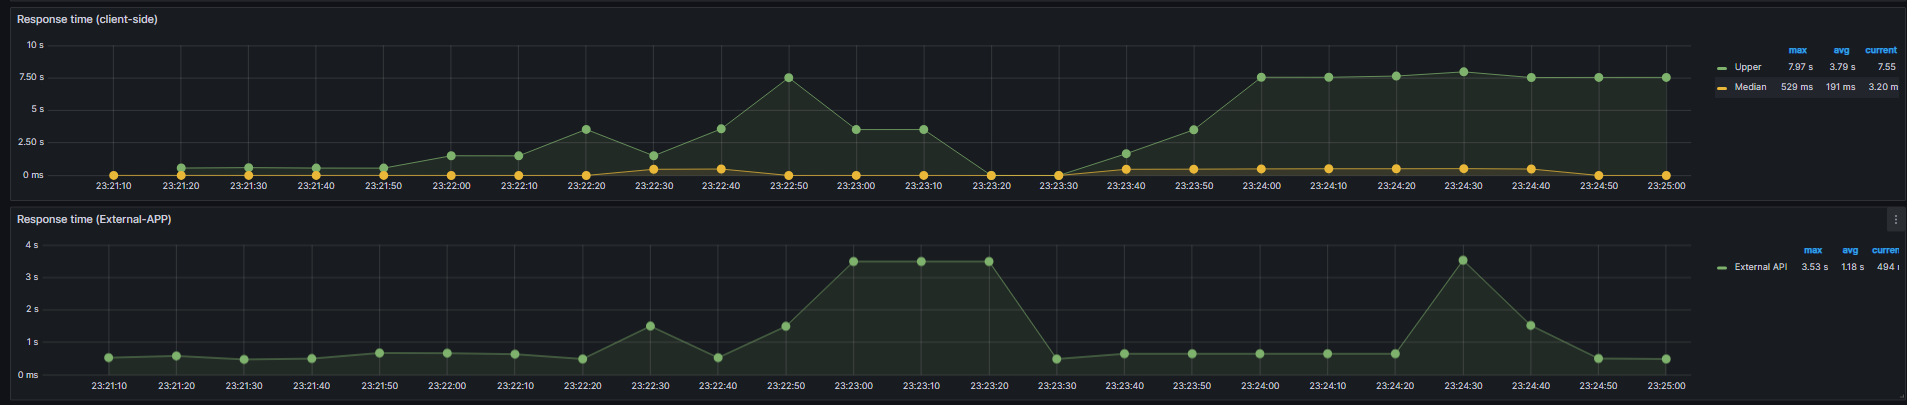 Response time (client-side)
max avg current
Upper 7.97 s 3.79 s 7.55
Median 529 ms 191 ms 3.20 m
10 s
7.50 s
5 s
2.50 s
0 ms
23:21:10 23:21:20 23:21:30 23:21:40 23:21:50 23:22:00 23:22:10 23:22:20 23:22:30 23:22:40 23:22:50 23:23:00 23:23:10 23:23:20 23:23:30 23:23:40 23:23:50 23:24:00 23:24:10 23:24:20 23:24:30 23:24:40 23:24:50 23:25:00
Response time (External-APP)
max avg curren
External API 3.53 s 1.18 s 494
4 s
3 s
2 s
1 s
0 ms
23:21:10 23:21:20 23:21:30 23:21:40 23:21:50 23:22:00 23:22:10 23:22:20 23:22:30 23:22:40 23:22:50 23:23:00 23:23:10 23:23:20 23:23:30 23:23:40 23:23:50 23:24:00 23:24:10 23:24:20 23:24:30 23:24:40 23:24:50 23:25:00